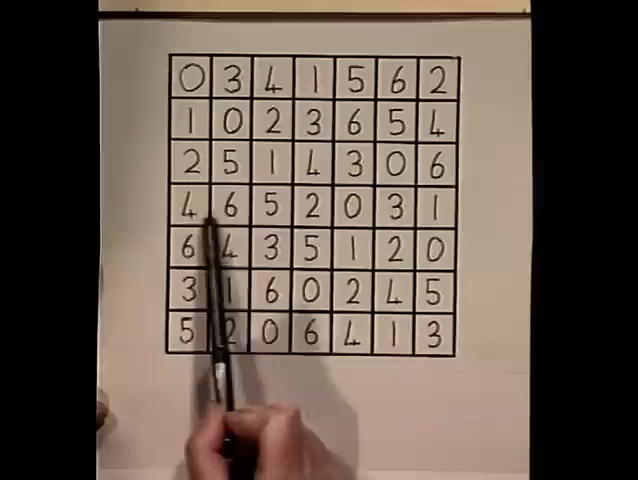 0 3 4 1 5 6 2
1 0 2 3 6 5 4
2 5 1 4 3 0 6
4 6 5 2 0 3 1
6 4 3 5 1 2 0
3 1 6 0 2 4 5
5 2 0 6 4 1 3